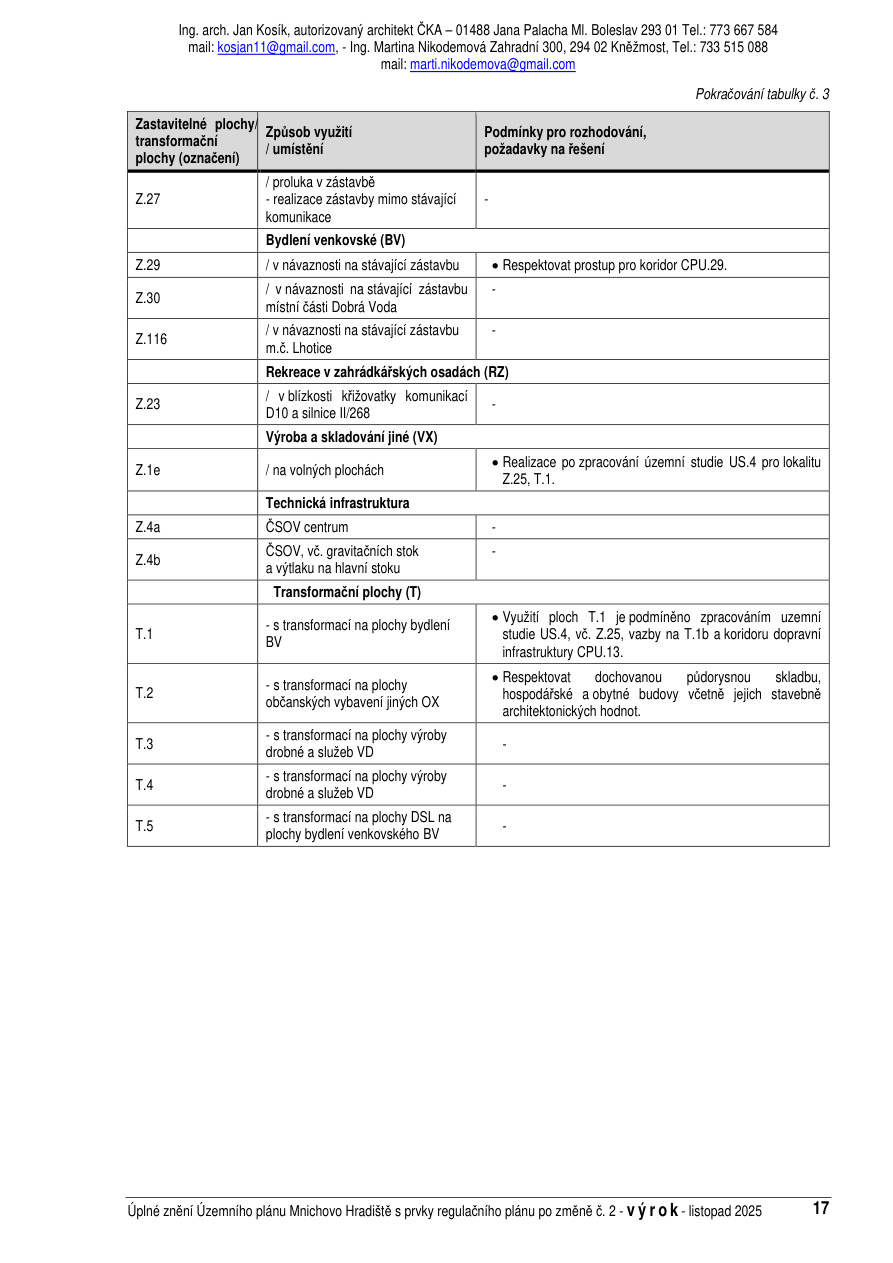 Ing. arch. Jan Kosík, autorizovaný architekt ČKA – 01488 Jana Palacha Ml. Boleslav 293 01 Tel.: 773 667 584
mail: kosjan11@gmail.com, - Ing. Martina Nikodemová Zahradní 300, 294 02 Kněžmost, Tel.: 733 515 088
mail: marti.nikodemova@gmail.com
Pokračování tabulky č. 3
Zastavitelné plochy/
transformační
plochy (označení)
Způsob využití
/ umístění
Podmínky pro rozhodování,
požadavky na řešení
Z.27
/ proluka v zástavbě
- realizace zástavby mimo stávající
komunikace
-
Bydlení venkovské (BV)
Z.29
/ v návaznosti na stávající zástavbu
• Respektovat prostup pro koridor CPU.29.
Z.30
/ v návaznosti na stávající zástavbu
místní části Dobrá Voda
-
Z.116
/ v návaznosti na stávající zástavbu
m.č. Lhotice
-
Rekreace v zahrádkářských osadách (RZ)
Z.23
/ v blízkosti křižovatky komunikací
D10 a silnice II/268
-
Výroba a skladování jiné (VX)
Z.1e
/ na volných plochách
• Realizace po zpracování územní studie US.4 pro lokalitu
Z.25, T.1.
Technická infrastruktura
Z.4a
ČSOV centrum
-
Z.4b
ČSOV, vč. gravitačních stok
a výtlaku na hlavní stoku
-
Transformační plochy (T)
T.1
- s transformací na plochy bydlení
BV
• Využití ploch T.1 je podmíněno zpracováním uzemní
studie US.4, vč. Z.25, vazby na T.1b a koridoru dopravní
infrastruktury CPU.13.
T.2
- s transformací na plochy
občanských vybavení jiných OX
• Respektovat dochovanou půdorysnou skladbu,
hospodářské a obytné budovy včetně jejich stavebně
architektonických hodnot.
T.3
- s transformací na plochy výroby
drobné a služeb VD
-
T.4
- s transformací na plochy výroby
drobné a služeb VD
-
T.5
- s transformací na plochy DSL na
plochy bydlení venkovského BV
-
Úplné znění Územního plánu Mnichovo Hradiště s prvky regulačního plánu po změně č. 2 - v ý r o k - listopad 2025
17